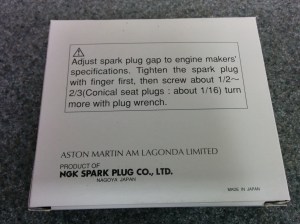 Adjust spark plug gap to engine makers'
specifications. Tighten the spark plug
with finger first, then screw about 1/2~
2/3(Conical seat plugs : about 1/16) turn
more with plug wrench.
ASTON MARTIN AM LAGONDA LIMITED
PRODUCT OF
NGK SPARK PLUG CO., LTD.
NAGOYA JAPAN
MADE IN JAPAN